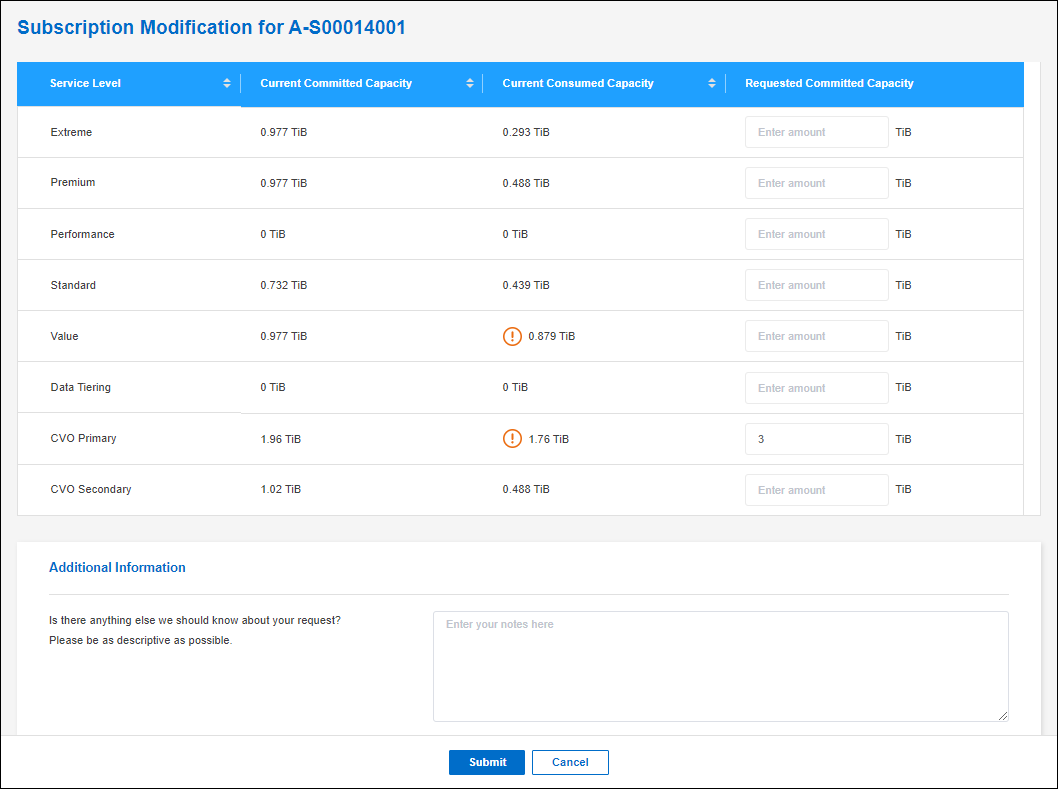 Subscription Modification for A-S00014001
Service Level Current Committed Capacity Current Consumed Capacity Requested Committed Capacity
Extreme 0.977 TiB 0.293 TiB Enter amount TiB
Premium 0.977 TiB 0.488 TiB Enter amount TiB
Performance 0 TiB 0 TiB Enter amount TiB
Standard 0.732 TiB 0.439 TiB Enter amount TiB
Value 0.977 TiB 0.879 TiB Enter amount TiB
Data Tiering 0 TiB 0 TiB Enter amount TiB
CVO Primary 1.96 TiB 1.76 TiB 3 TiB
CVO Secondary 1.02 TiB 0.488 TiB Enter amount TiB
Additional Information
Is there anything else we should know about your request?
Please be as descriptive as possible.
Enter your notes here
Submit Cancel